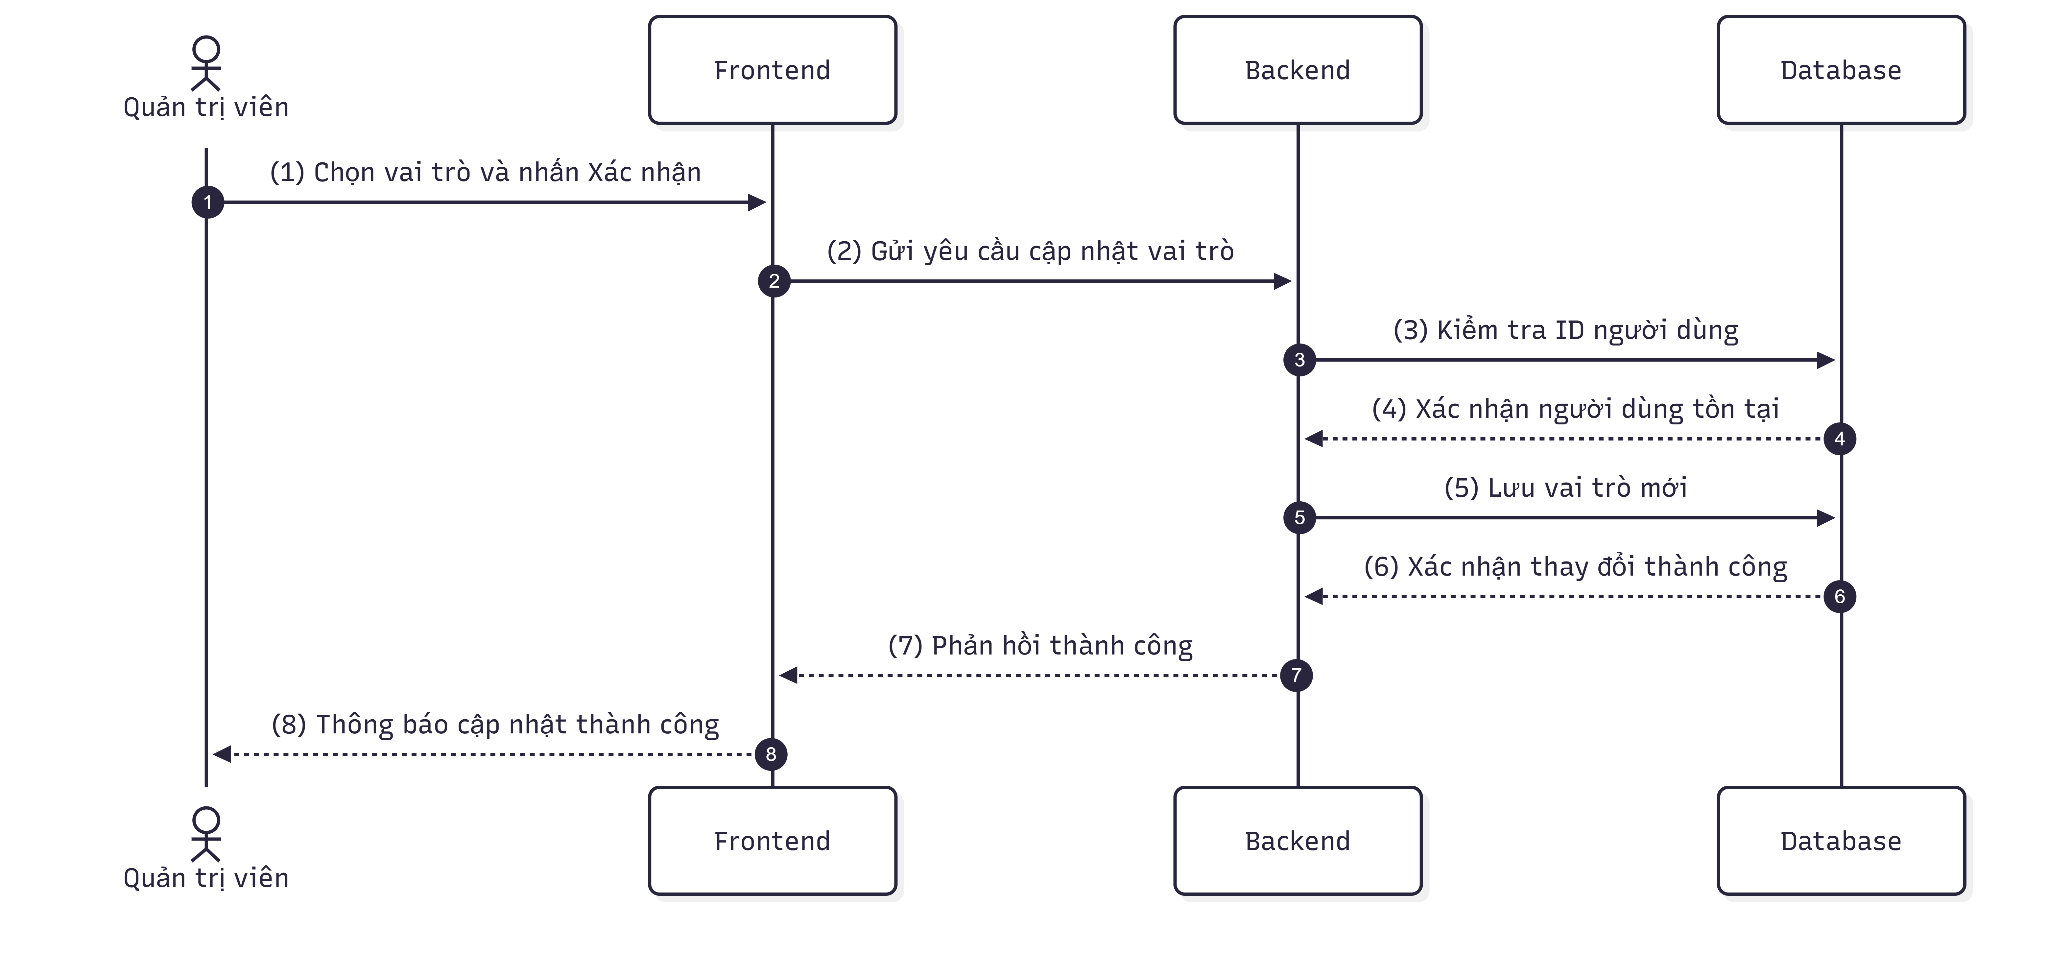 Quản trị viên
Frontend
Backend
Database
(1) Chọn vai trò và nhấn Xác nhận
1
(2) Gửi yêu cầu cập nhật vai trò
2
(3) Kiểm tra ID người dùng
3
(4) Xác nhận người dùng tồn tại
4
(5) Lưu vai trò mới
5
(6) Xác nhận thay đổi thành công
6
(7) Phản hồi thành công
7
(8) Thông báo cập nhật thành công
8
Quản trị viên
Frontend
Backend
Database